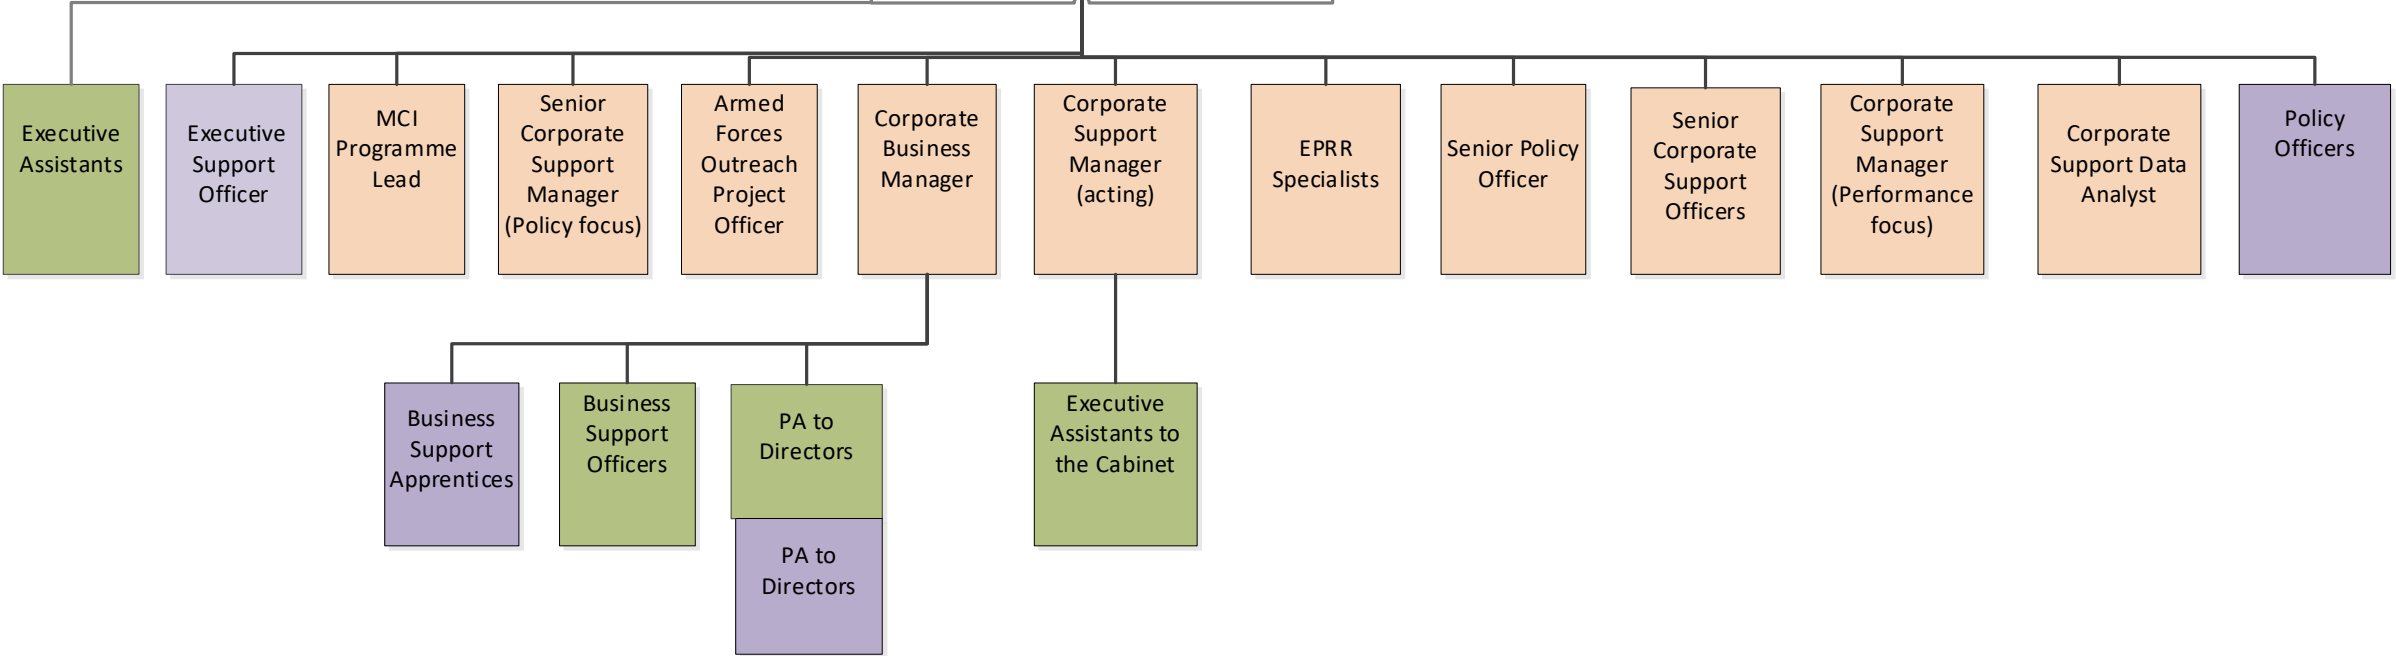 Executive
Assistants
Executive
Support
Officer
MCI
Programme
Lead
Senior
Corporate
Support
Manager
(Policy focus)
Armed
Forces
Outreach
Project
Officer
Corporate
Business
Manager
Corporate
Support
Manager
(acting)
EPRR
Specialists
Senior Policy
Officer
Senior
Corporate
Support
Officers
Corporate
Support
Manager
(Performance
focus)
Corporate
Support Data
Analyst
Policy
Officers
Business
Support
Apprentices
Business
Support
Officers
PA to
Directors
PA to
Directors
Executive
Assistants to
the Cabinet